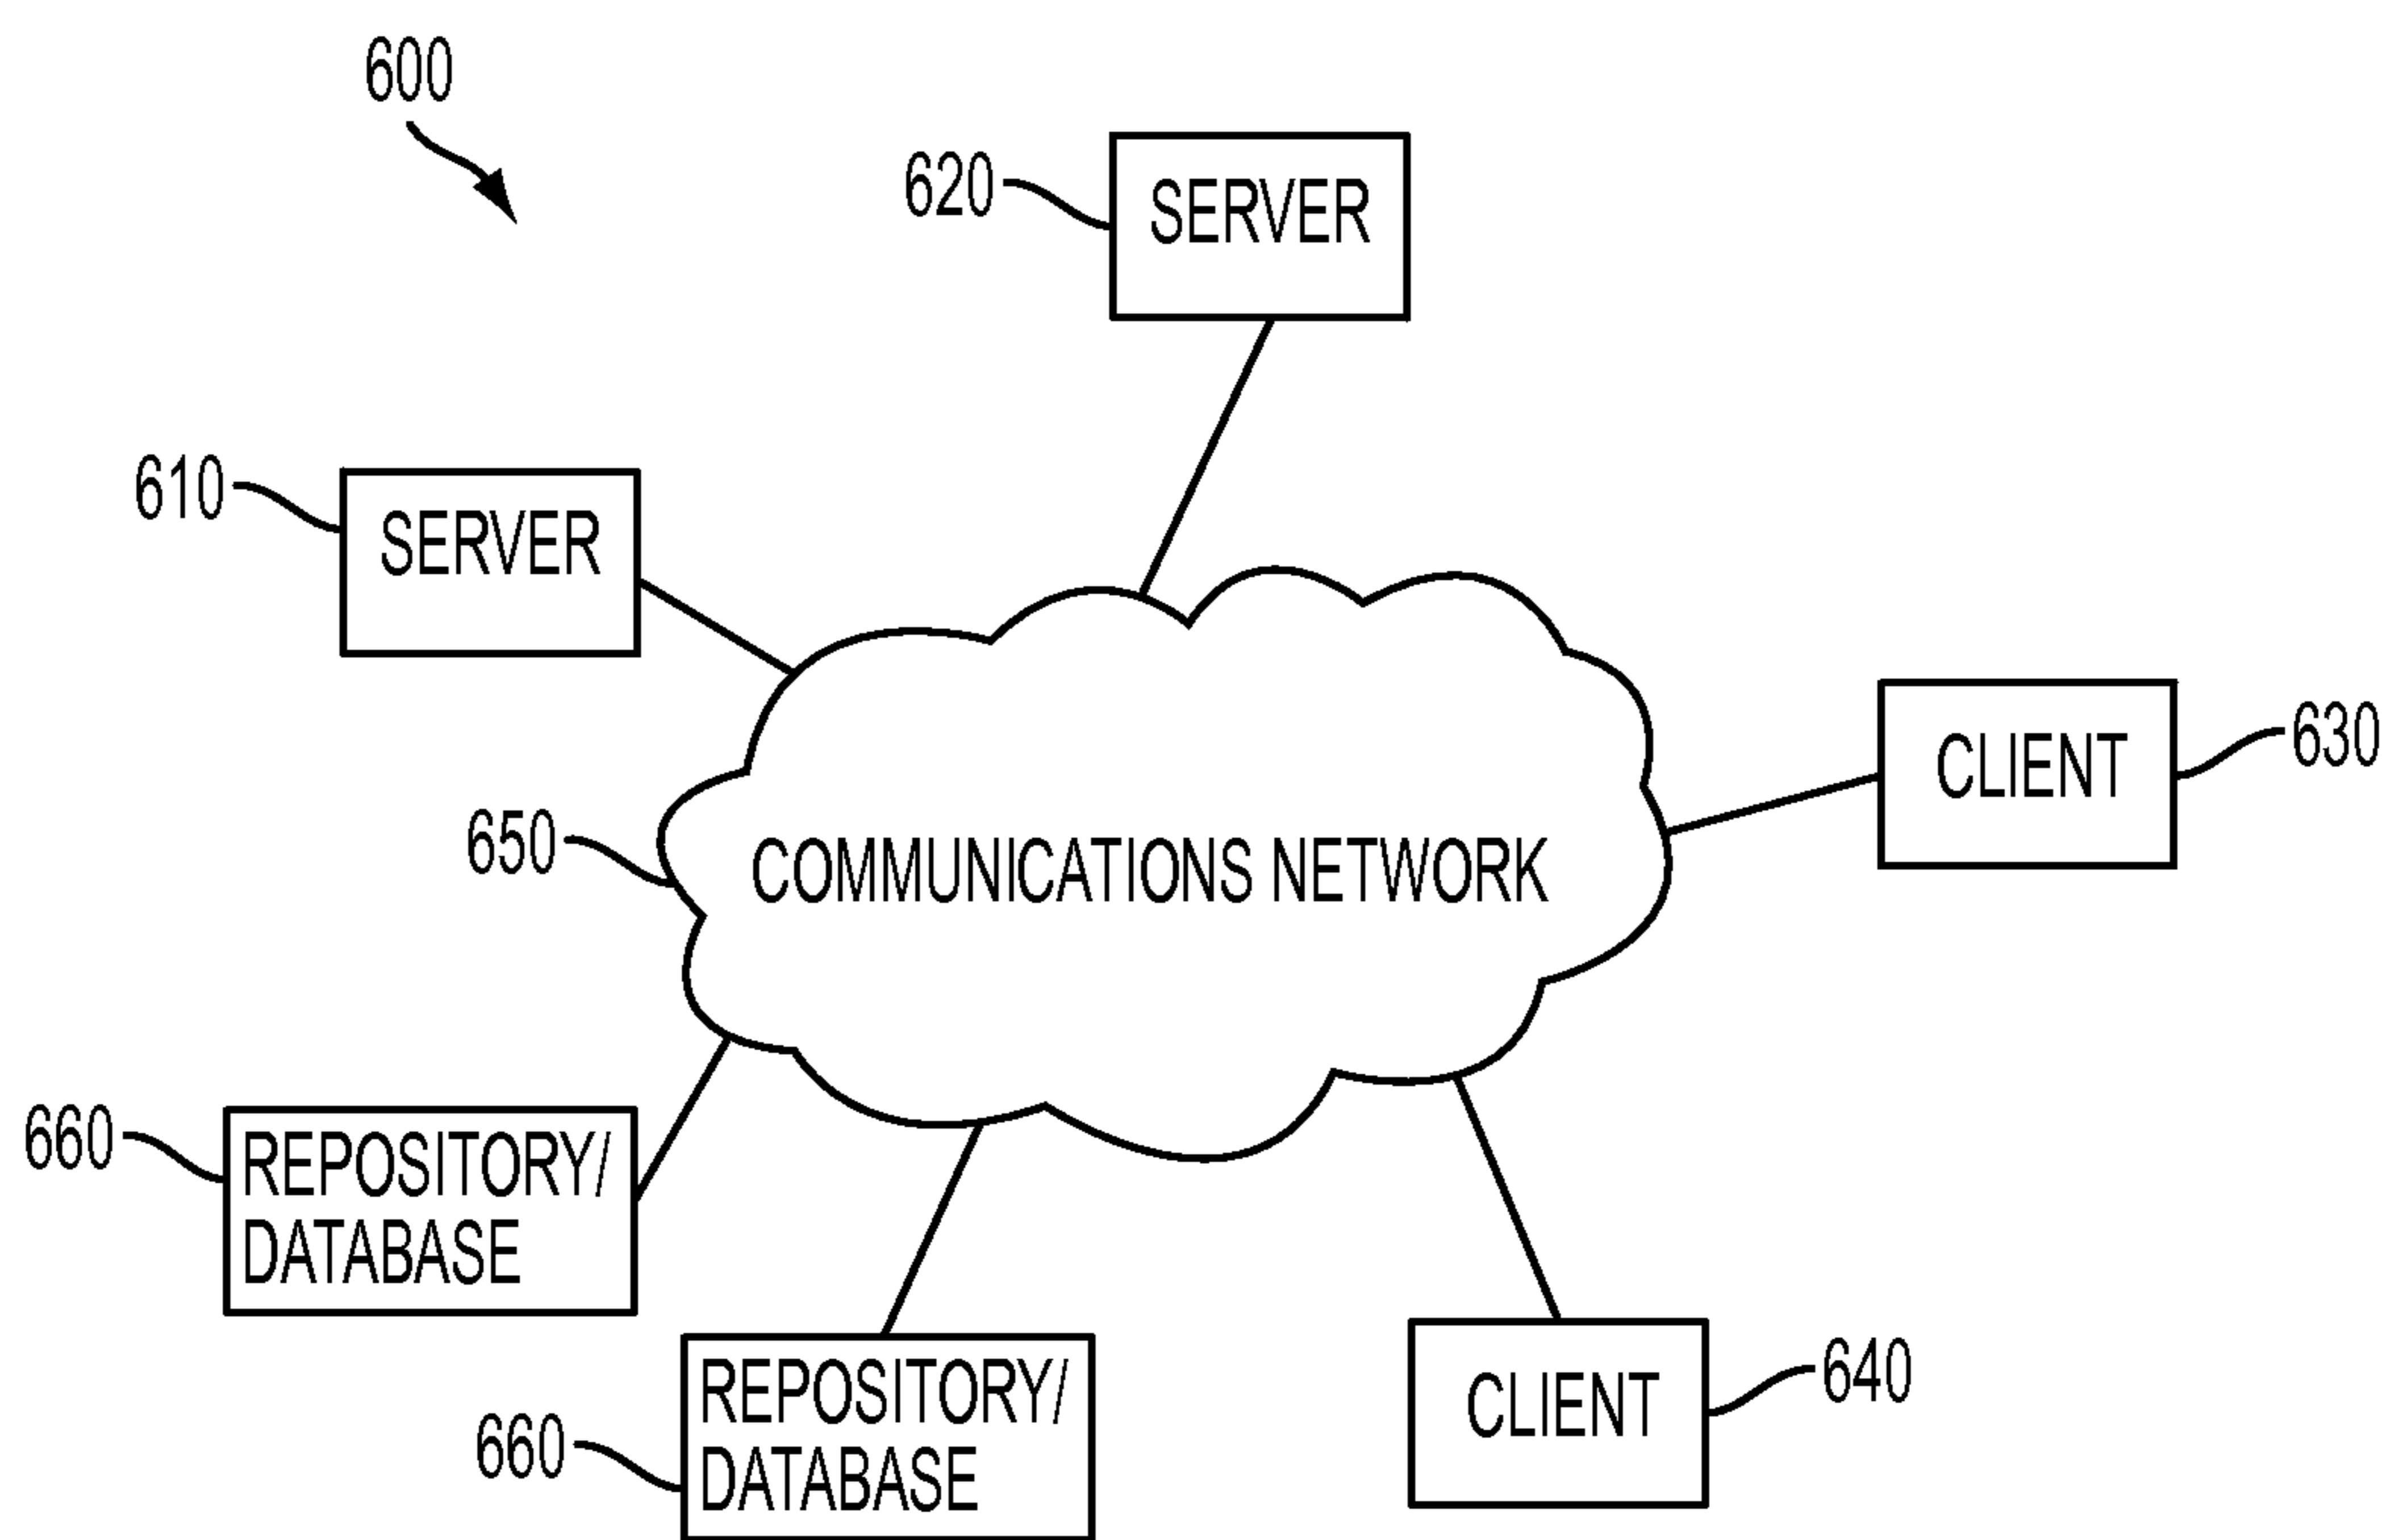 600
620
SERVER
610
SERVER
630
CLIENT
650
COMMUNICATIONS NETWORK
660
REPOSITORY/
DATABASE
660
REPOSITORY/
DATABASE
CLIENT
640